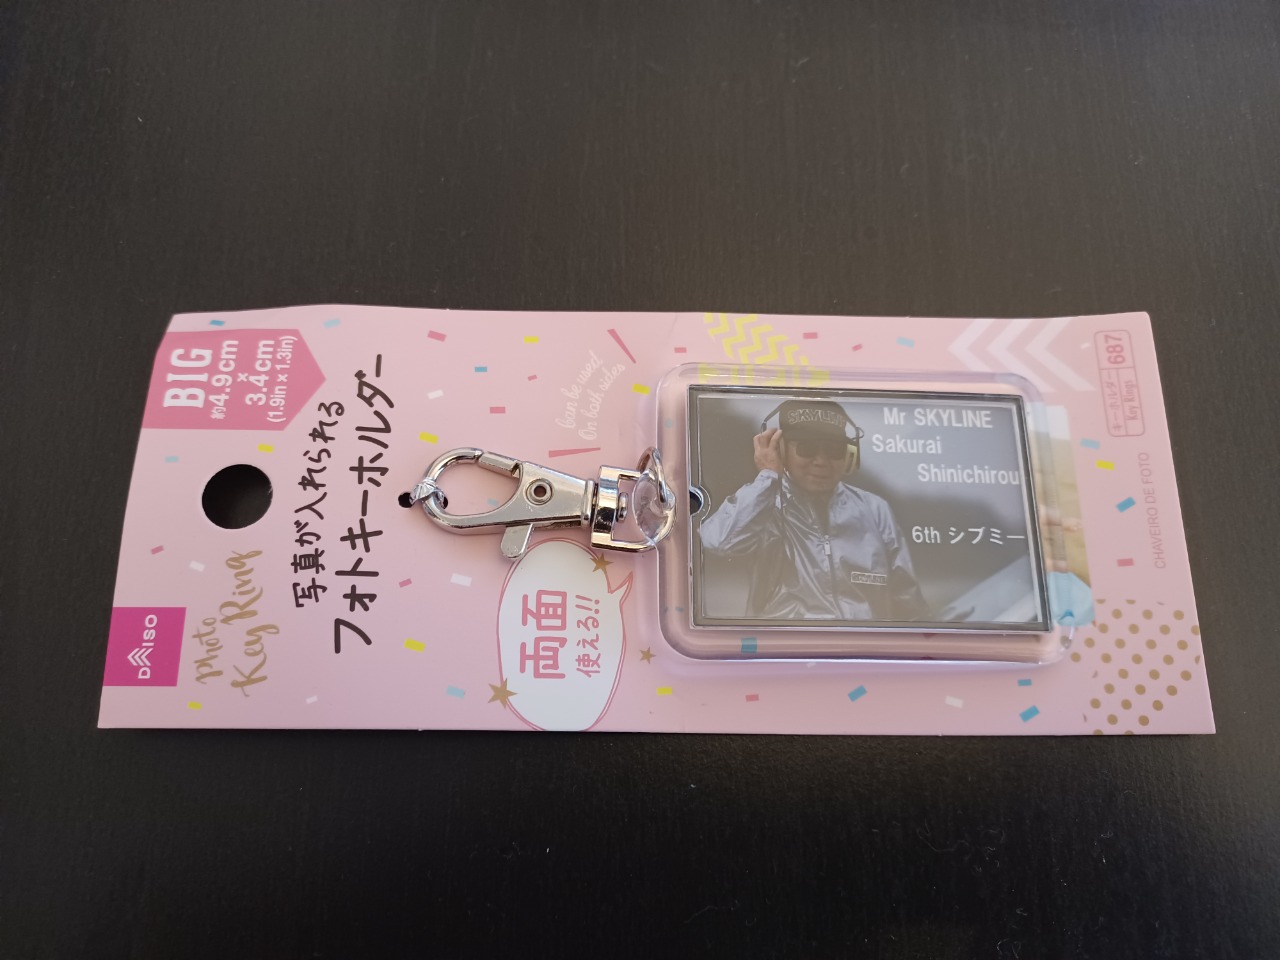 BIG
約4.9cm
×
3.4cm
(1.9in×1.3in)
写真が入れられる
フォトキーホルダー
Photo
Key Ring
DAISO
can be used
On both sides
両面
使える!!
キーホルダー
Key Rings
687
CHAVEIRO DE FOTO
SKYLINE
Mr SKYLINE
Sakurai
Shinichirou
6th シブミー